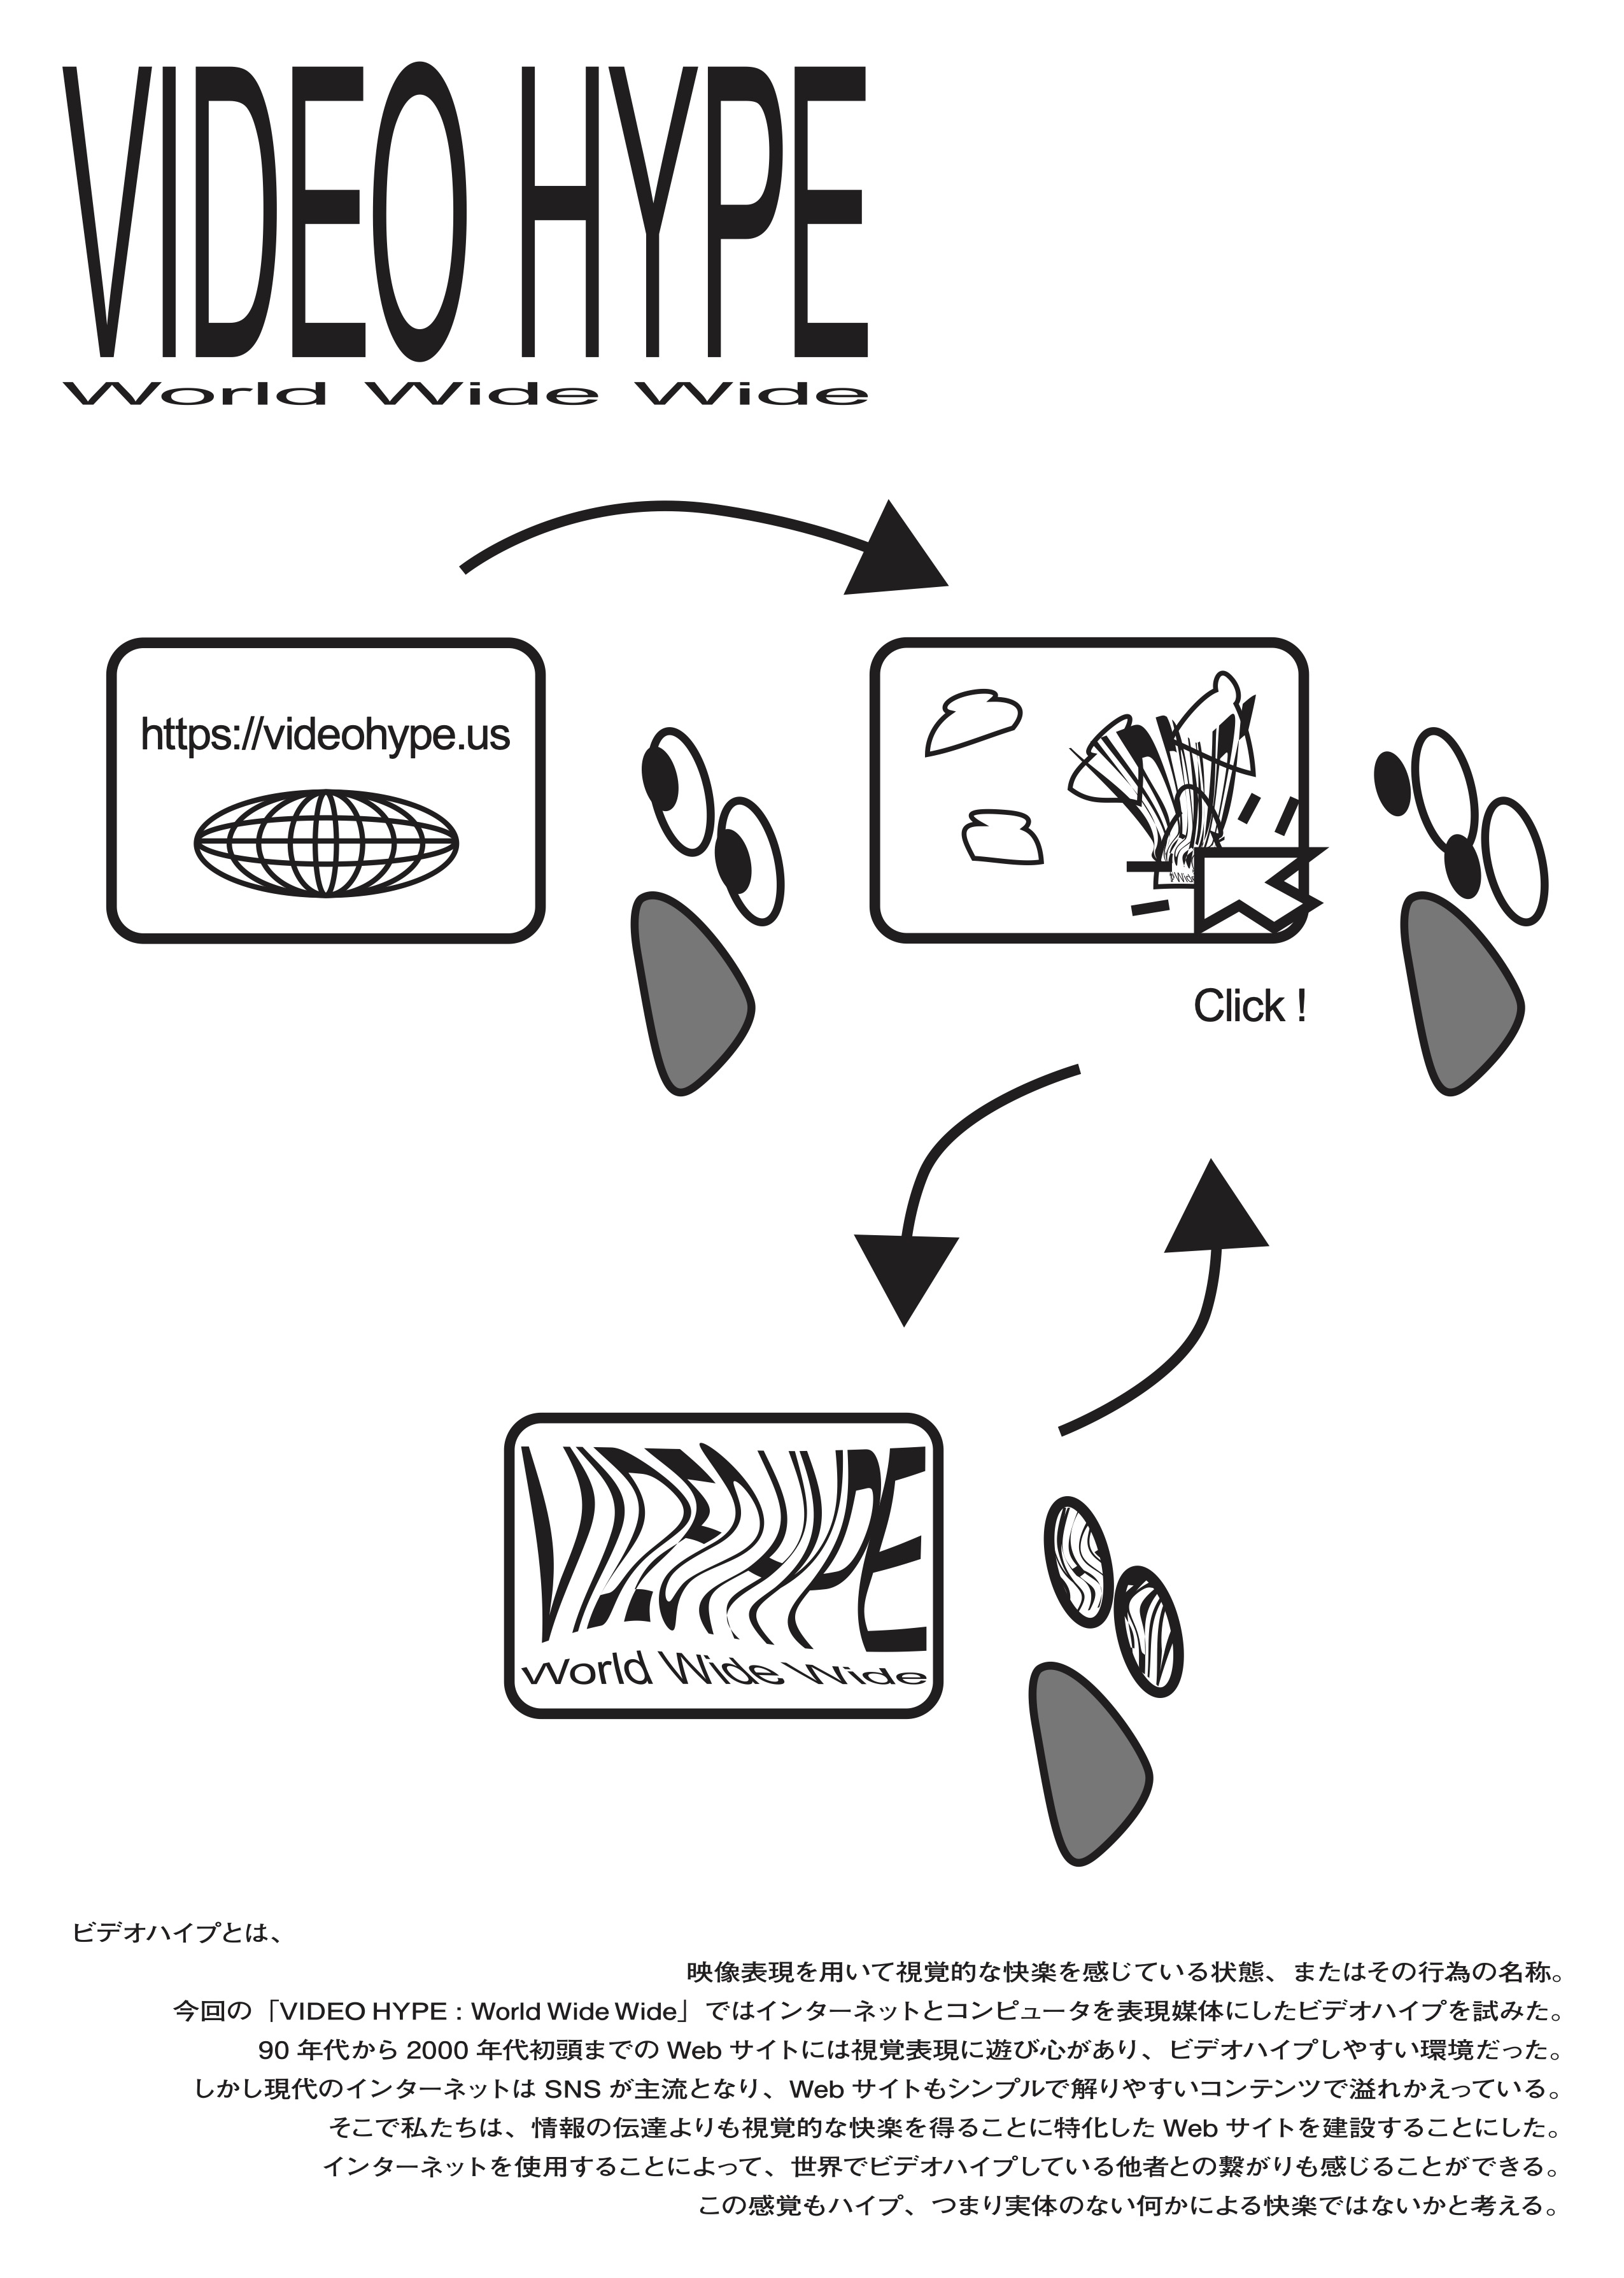 VIDEO HYPE
World Wide Wide
https://videohype.us
#Wide
Click !
VIDEO HYPE
World Wide Wide
ビデオハイプとは、
映像表現を用いて視覚的な快楽を感じている状態、またはその行為の名称。
今回の「VIDEO HYPE : World Wide Wide」ではインターネットとコンピュータを表現媒体にしたビデオハイプを試みた。
90 年代から 2000 年代初頭までの Web サイトには視覚表現に遊び心があり、ビデオハイプしやすい環境だった。
しかし現代のインターネットは SNS が主流となり、Web サイトもシンプルで解りやすいコンテンツで溢れかえっている。
そこで私たちは、情報の伝達よりも視覚的な快楽を得ることに特化した Web サイトを建設することにした。
インターネットを使用することによって、世界でビデオハイプしている他者との繋がりも感じることができる。
この感覚もハイプ、つまり実体のない何かによる快楽ではないかと考える。